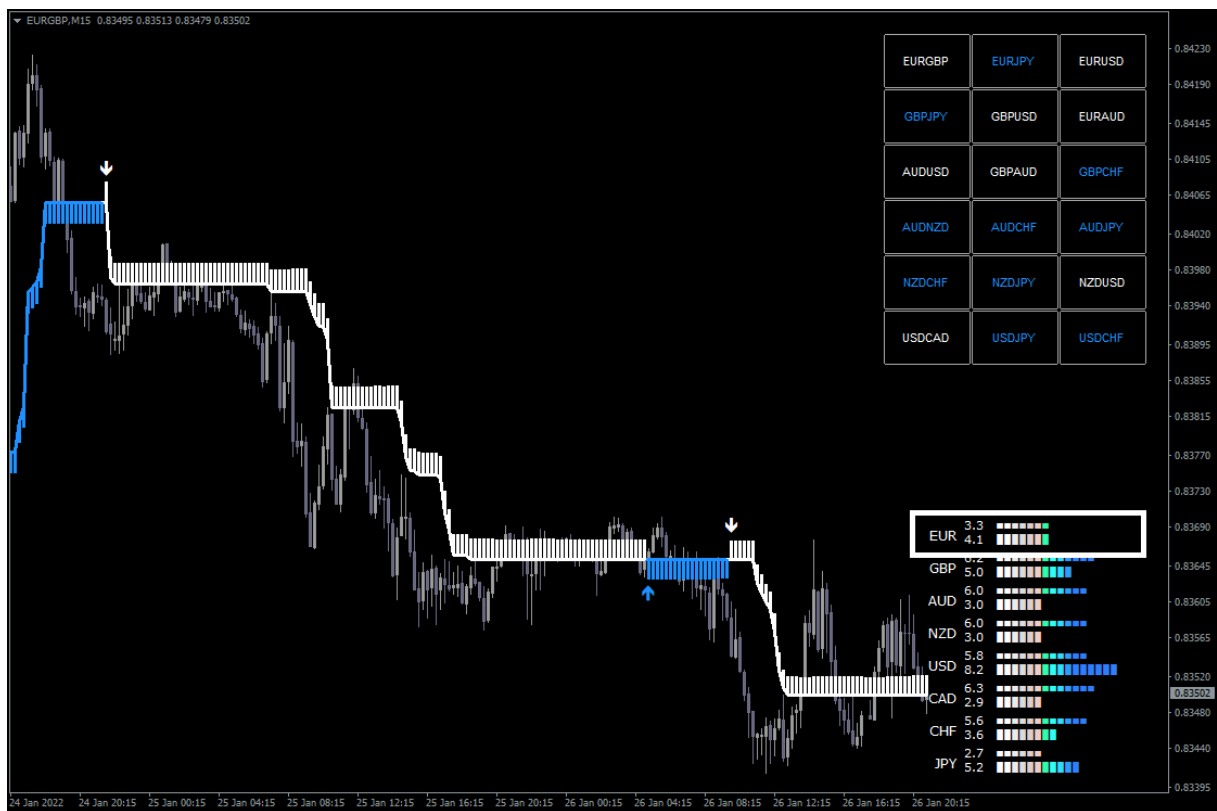 EURGBP,M15 0.83495 0.83513 0.83479 0.83502
EURGBP EURJPY EURUSD
GBPJPY GBPUSD EURAUD
AUDUSD GBPAUD GBPCHF
AUDNZD AUDCHF AUDJPY
NZDCHF NZDJPY NZDUSD
USDCAD USDJPY USDCHF
0.84230
0.84190
0.84145
0.84105
0.84065
0.84020
0.83980
0.83940
0.83895
0.83855
0.83815
0.83770
0.83730
0.83690
0.83645
0.83605
0.83565
0.83520
0.83502
0.83480
0.83440
0.83395
EUR 3.3
4.1
GBP 6.2
5.0
AUD 6.0
3.0
NZD 6.0
3.0
USD 5.8
8.2
CAD 6.3
2.9
CHF 5.6
3.6
JPY 2.7
5.2
24 Jan 2022 24 Jan 20:15 25 Jan 00:15 25 Jan 04:15 25 Jan 08:15 25 Jan 12:15 25 Jan 16:15 25 Jan 20:15 26 Jan 00:15 26 Jan 04:15 26 Jan 08:15 26 Jan 12:15 26 Jan 16:15 26 Jan 20:15